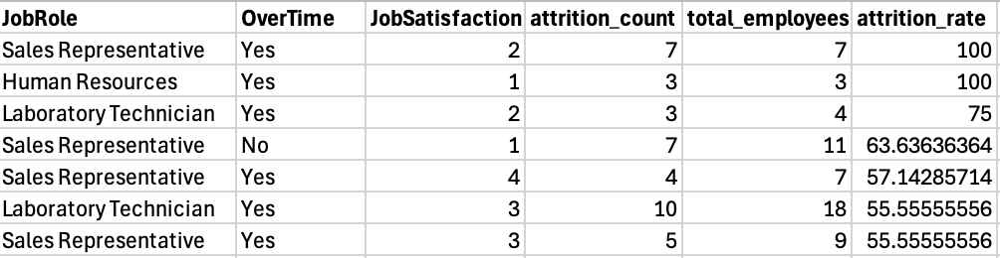 JobRole OverTime JobSatisfaction attrition_count total_employees attrition_rate
Sales Representative Yes 2 7 7 100
Human Resources Yes 1 3 3 100
Laboratory Technician Yes 2 3 4 75
Sales Representative No 1 7 11 63.63636364
Sales Representative Yes 4 4 7 57.14285714
Laboratory Technician Yes 3 10 18 55.55555556
Sales Representative Yes 3 5 9 55.55555556